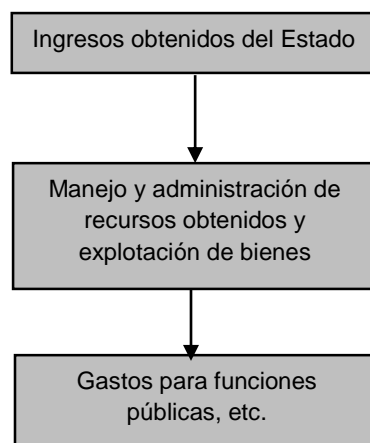 Ingresos obtenidos del Estado
Manejo y administración de
recursos obtenidos y
explotación de bienes
Gastos para funciones
públicas, etc.